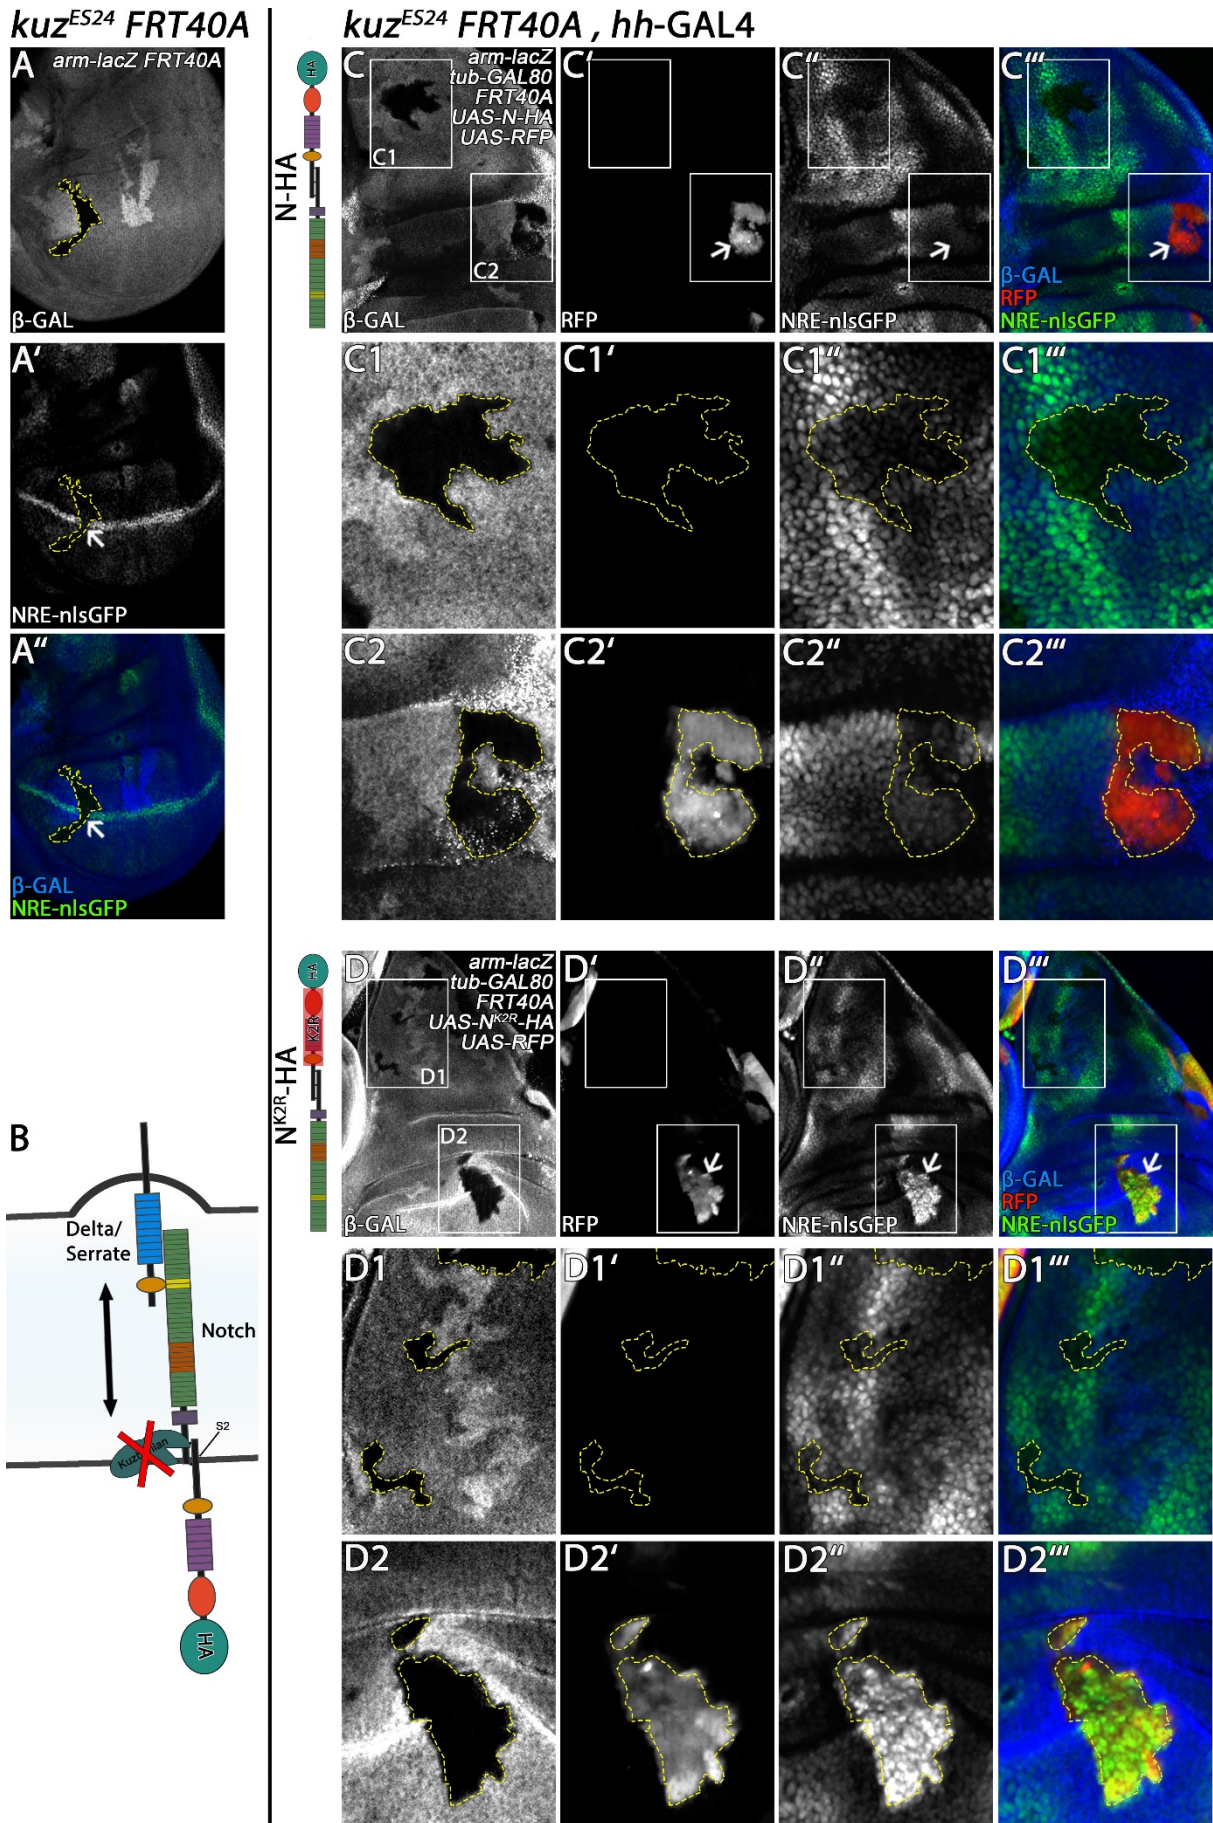 kuzᴱˢ²⁴ FRT40A
kuzᴱˢ²⁴ FRT40A , hh-GAL4
A
arm-lacZ FRT40A
β-GAL
A‘
NRE-nlsGFP
A‘‘
β-GAL
NRE-nlsGFP
B
Delta/
Serrate
Notch
S2
Kuzbanian
HA
HA
N-HA
C
arm-lacZ
tub-GAL80
FRT40A
UAS-N-HA
UAS-RFP
C1
C2
β-GAL
C‘
RFP
C‘‘
NRE-nlsGFP
C‘‘‘
β-GAL
RFP
NRE-nlsGFP
C1
C1‘
C1‘‘
C1‘‘‘
C2
C2‘
C2‘‘
C2‘‘‘
HA
K2R
Nᴷ²ᴿ-HA
D
arm-lacZ
tub-GAL80
FRT40A
UAS-Nᴷ²ᴿ-HA
UAS-RFP
D1
D2
β-GAL
D‘
RFP
D‘‘
NRE-nlsGFP
D‘‘‘
β-GAL
RFP
NRE-nlsGFP
D1
D1‘
D1‘‘
D1‘‘‘
D2
D2‘
D2‘‘
D2‘‘‘